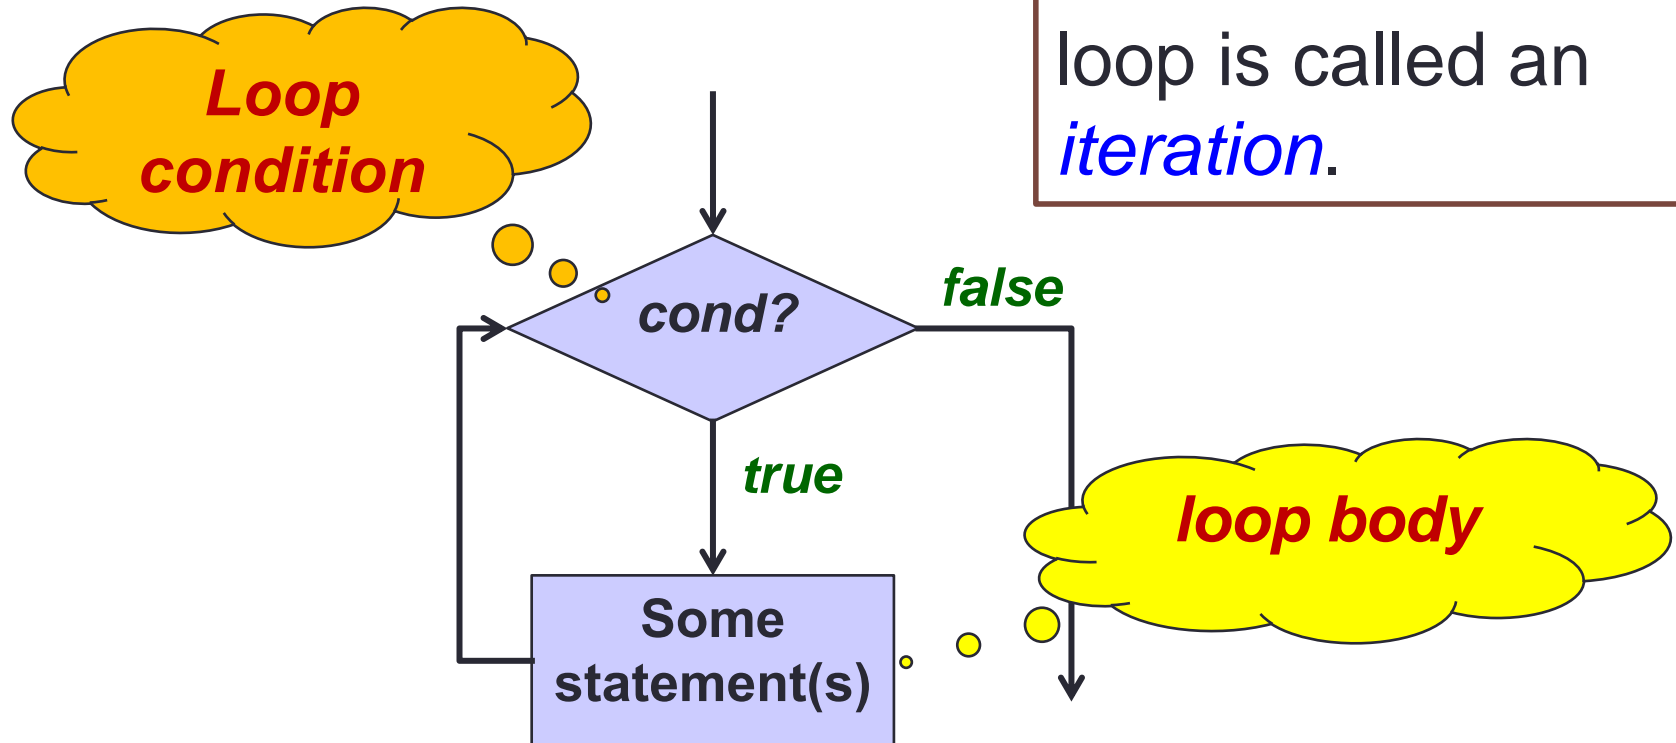 loop is called an
iteration.
Loop
condition
cond?
false
true
loop body
Some
statement(s)